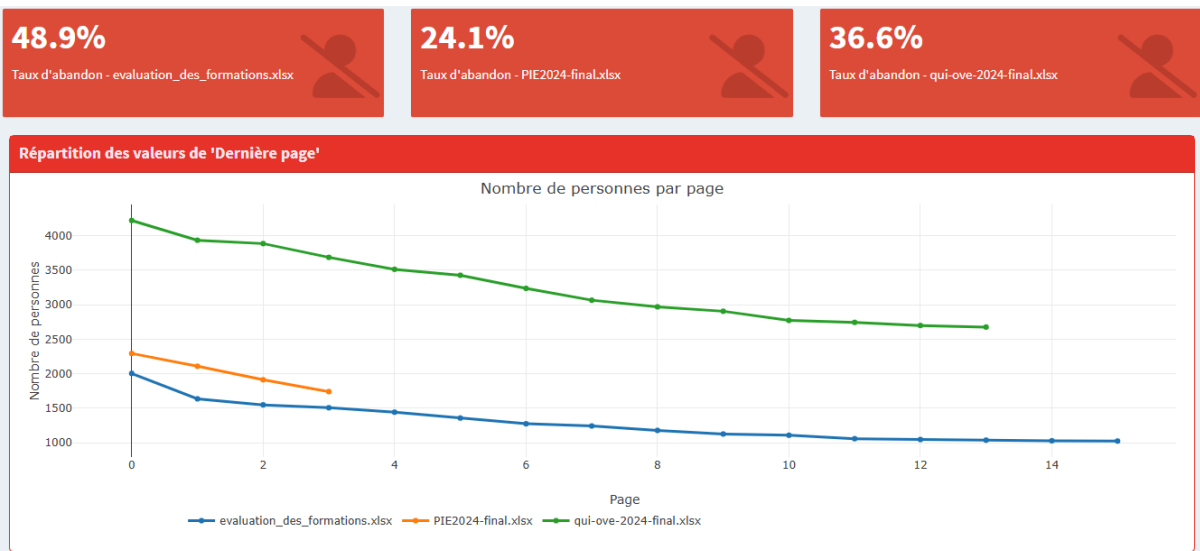 48.9%
Taux d'abandon - evaluation_des_formations.xlsx
24.1%
Taux d'abandon - PIE2024-final.xlsx
36.6%
Taux d'abandon - qui-ove-2024-final.xlsx
Répartition des valeurs de 'Dernière page'
Nombre de personnes par page
Nombre de personnes
4000
3500
3000
2500
2000
1500
1000
0 2 4 6 8 10 12 14
Page
evaluation_des_formations.xlsx PIE2024-final.xlsx qui-ove-2024-final.xlsx